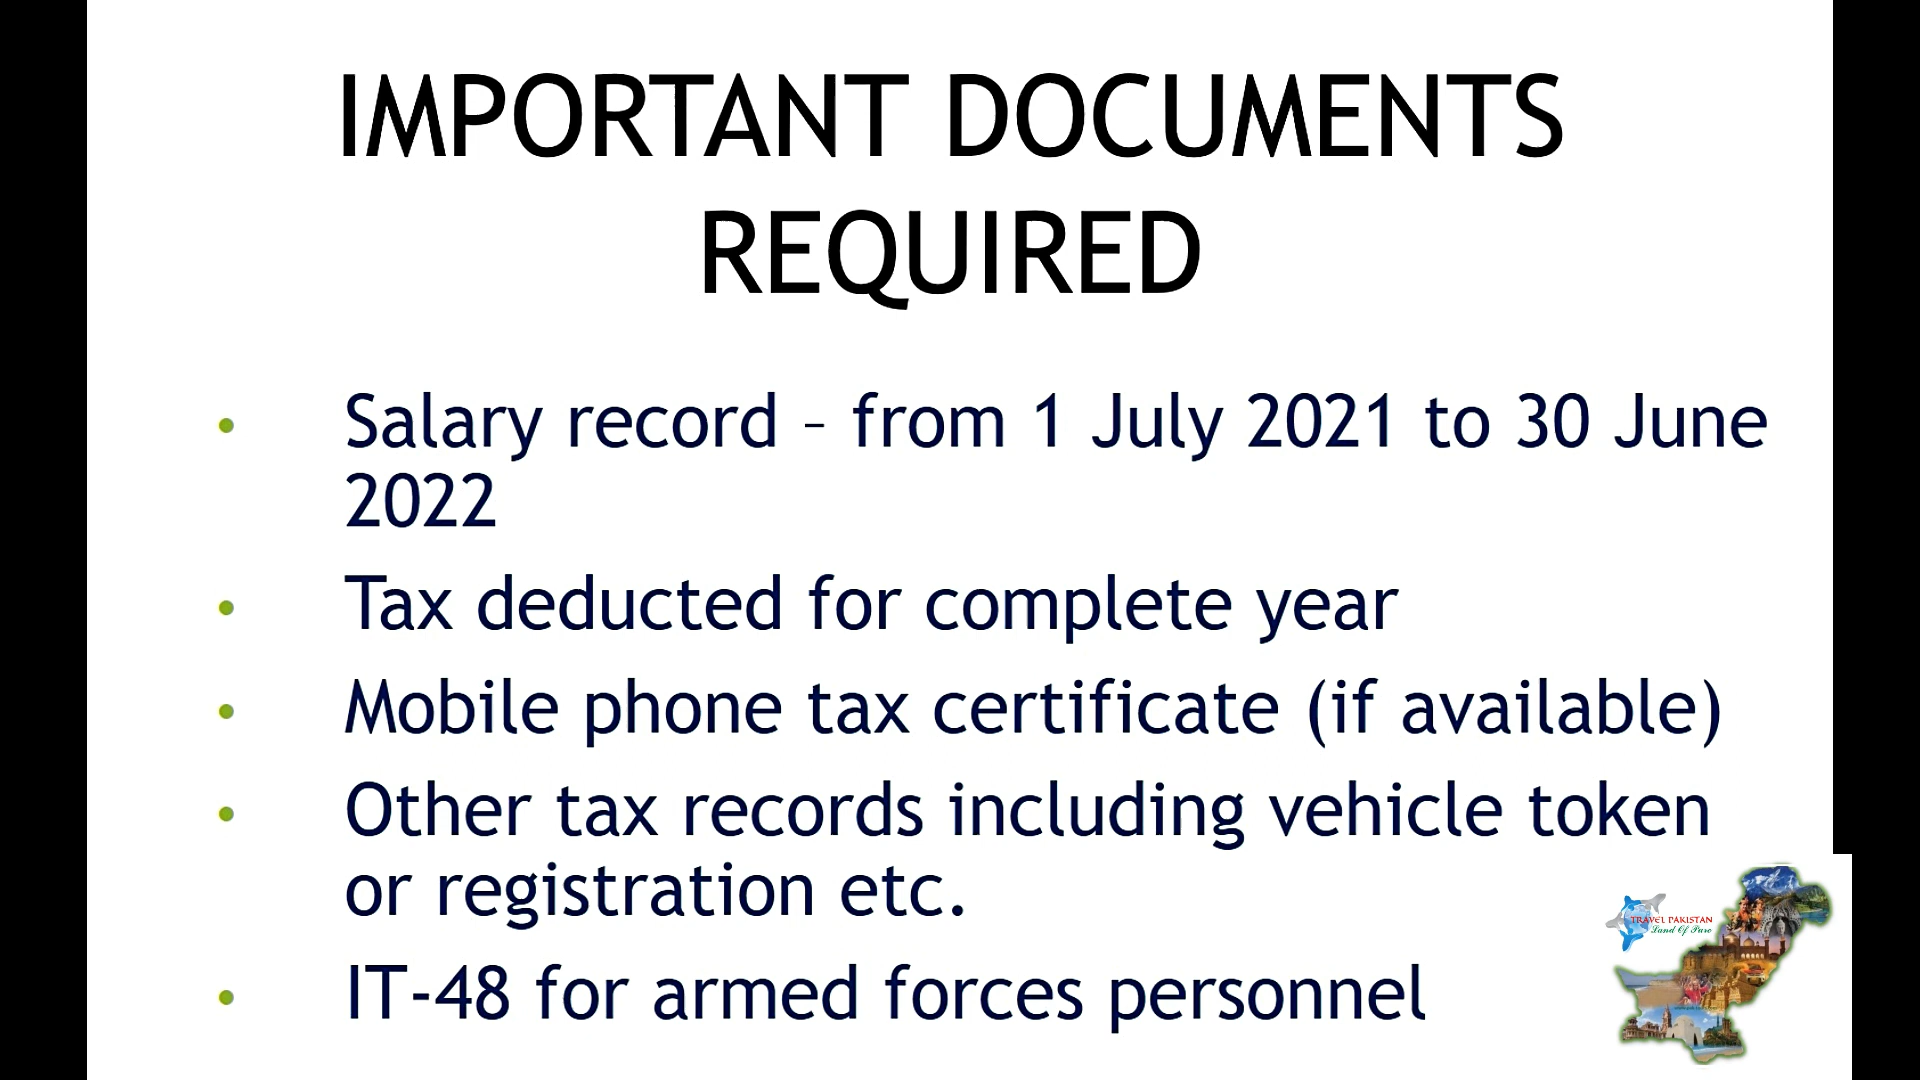 IMPORTANT DOCUMENTS
REQUIRED
• Salary record – from 1 July 2021 to 30 June
2022
• Tax deducted for complete year
• Mobile phone tax certificate (if available)
• Other tax records including vehicle token
or registration etc.
• IT-48 for armed forces personnel
TRAVEL PAKISTAN
Land Of Pure